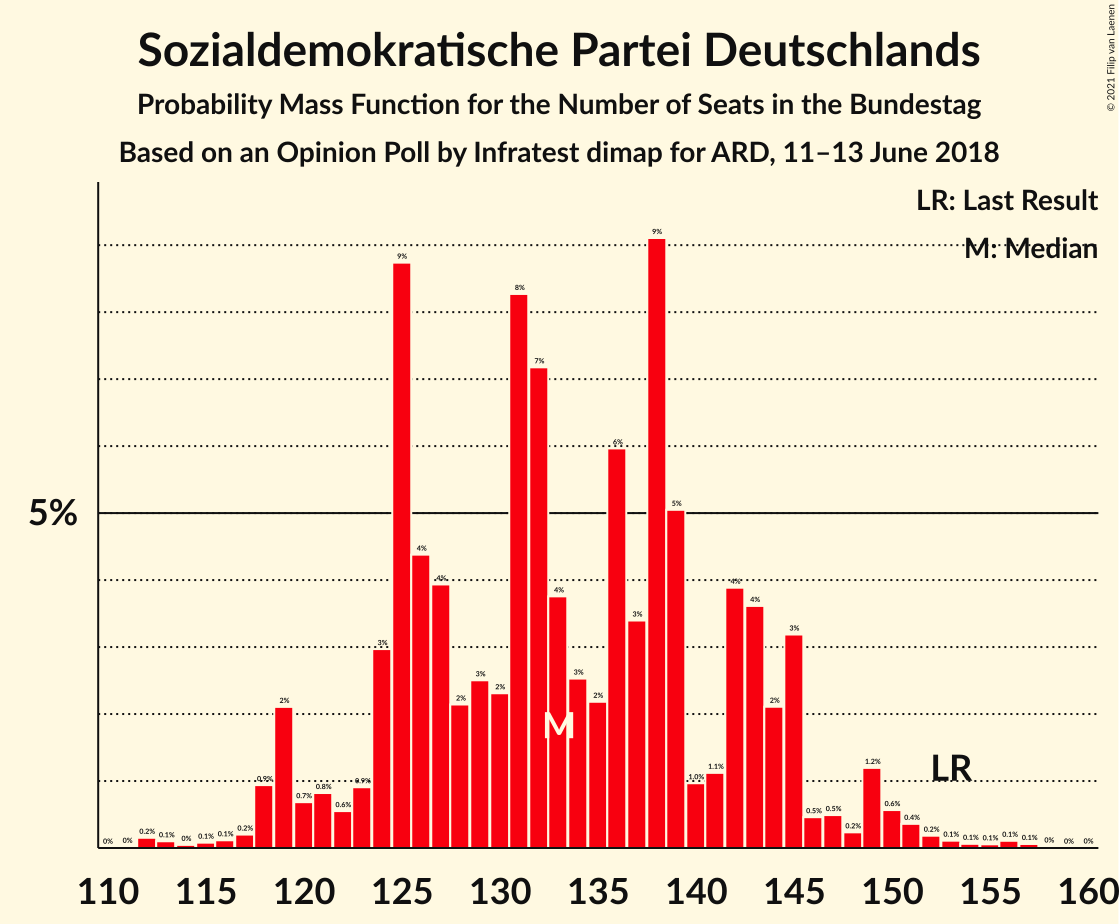 Sozialdemokratische Partei Deutschlands
Probability Mass Function for the Number of Seats in the Bundestag
Based on an Opinion Poll by Infratest dimap for ARD, 11–13 June 2018
© 2021 Filip van Laenen
LR: Last Result
M: Median
5%
0% 0% 0.2% 0.1% 0% 0.1% 0.1% 0.2% 0.9% 2% 0.7% 0.8% 0.6% 0.9% 3% 9% 4% 4% 2% 3% 2% 8% 7% 4% 3% 2% 6% 3% 9% 5% 1.0% 1.1% 4% 4% 2% 3% 0.5% 0.5% 0.2% 1.2% 0.6% 0.4% 0.2% 0.1% 0.1% 0.1% 0.1% 0.1% 0% 0% 0%
M
LR
110 115 120 125 130 135 140 145 150 155 160